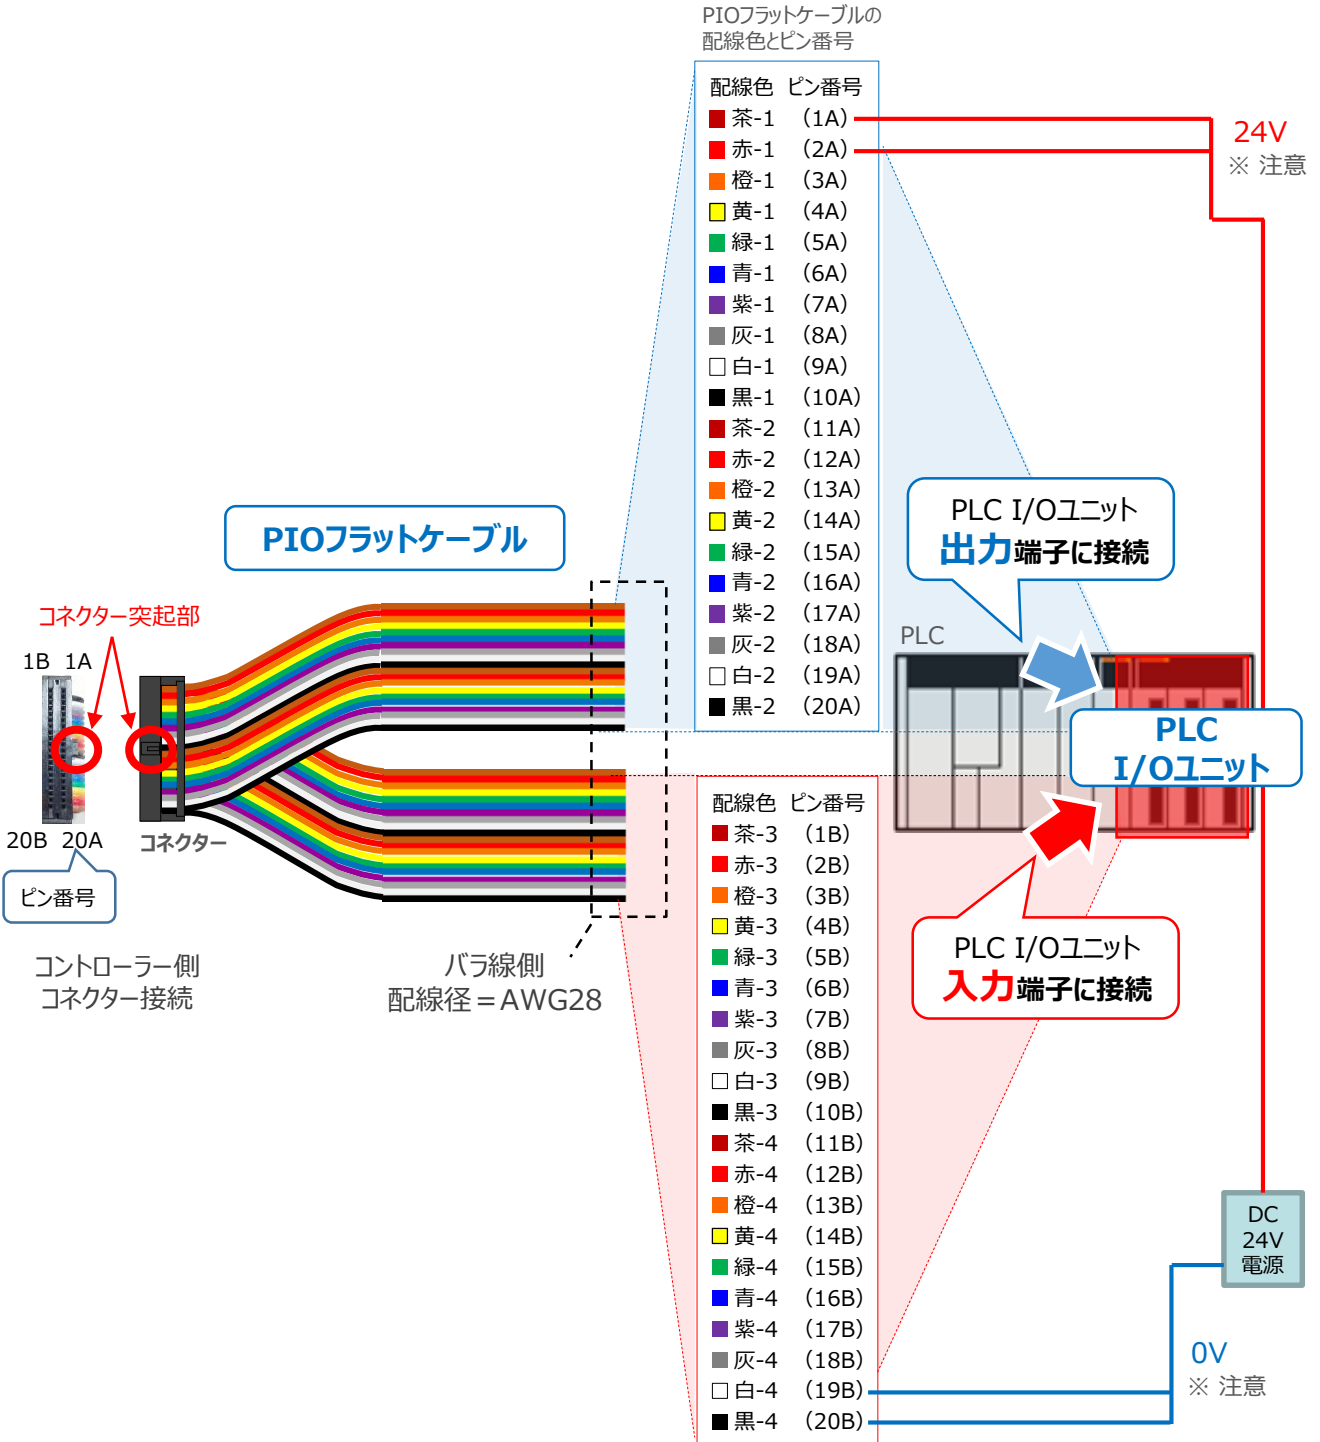 PIOフラットケーブルの
配線色とピン番号
配線色 ピン番号
茶-1 (1A)
赤-1 (2A)
橙-1 (3A)
黄-1 (4A)
緑-1 (5A)
青-1 (6A)
紫-1 (7A)
灰-1 (8A)
白-1 (9A)
黒-1 (10A)
茶-2 (11A)
赤-2 (12A)
橙-2 (13A)
黄-2 (14A)
緑-2 (15A)
青-2 (16A)
紫-2 (17A)
灰-2 (18A)
白-2 (19A)
黒-2 (20A)
24V
※ 注意
PLC I/Oユニット
出力端子に接続
PIOフラットケーブル
コネクター突起部
1B 1A
20B 20A
ピン番号
コネクター
コントローラー側
コネクター接続
バラ線側
配線径=AWG28
PLC
PLC
I/Oユニット
配線色 ピン番号
茶-3 (1B)
赤-3 (2B)
橙-3 (3B)
黄-3 (4B)
緑-3 (5B)
青-3 (6B)
紫-3 (7B)
灰-3 (8B)
白-3 (9B)
黒-3 (10B)
茶-4 (11B)
赤-4 (12B)
橙-4 (13B)
黄-4 (14B)
緑-4 (15B)
青-4 (16B)
紫-4 (17B)
灰-4 (18B)
白-4 (19B)
黒-4 (20B)
PLC I/Oユニット
入力端子に接続
DC
24V
電源
0V
※ 注意